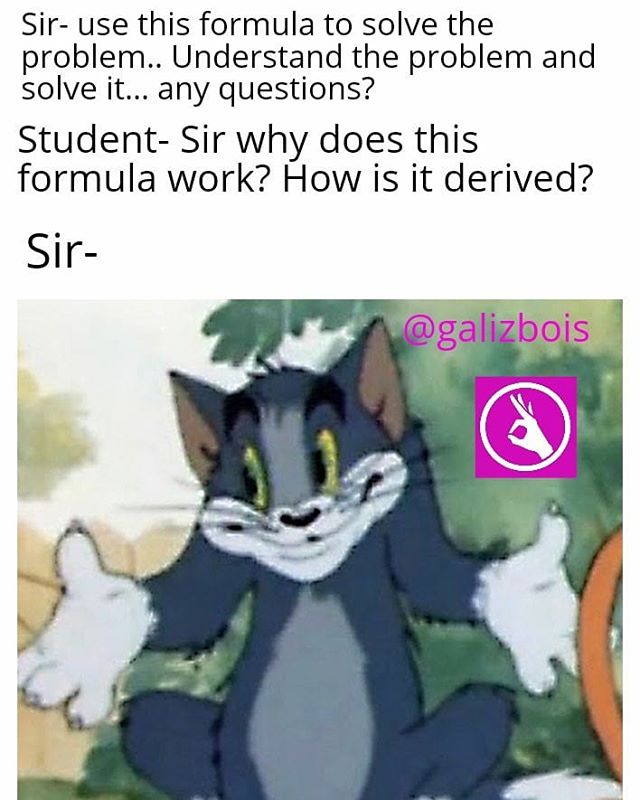 Sir- use this formula to solve the
problem.. Understand the problem and
solve it... any questions?
Student- Sir why does this
formula work? How is it derived?
Sir-
@galizbois